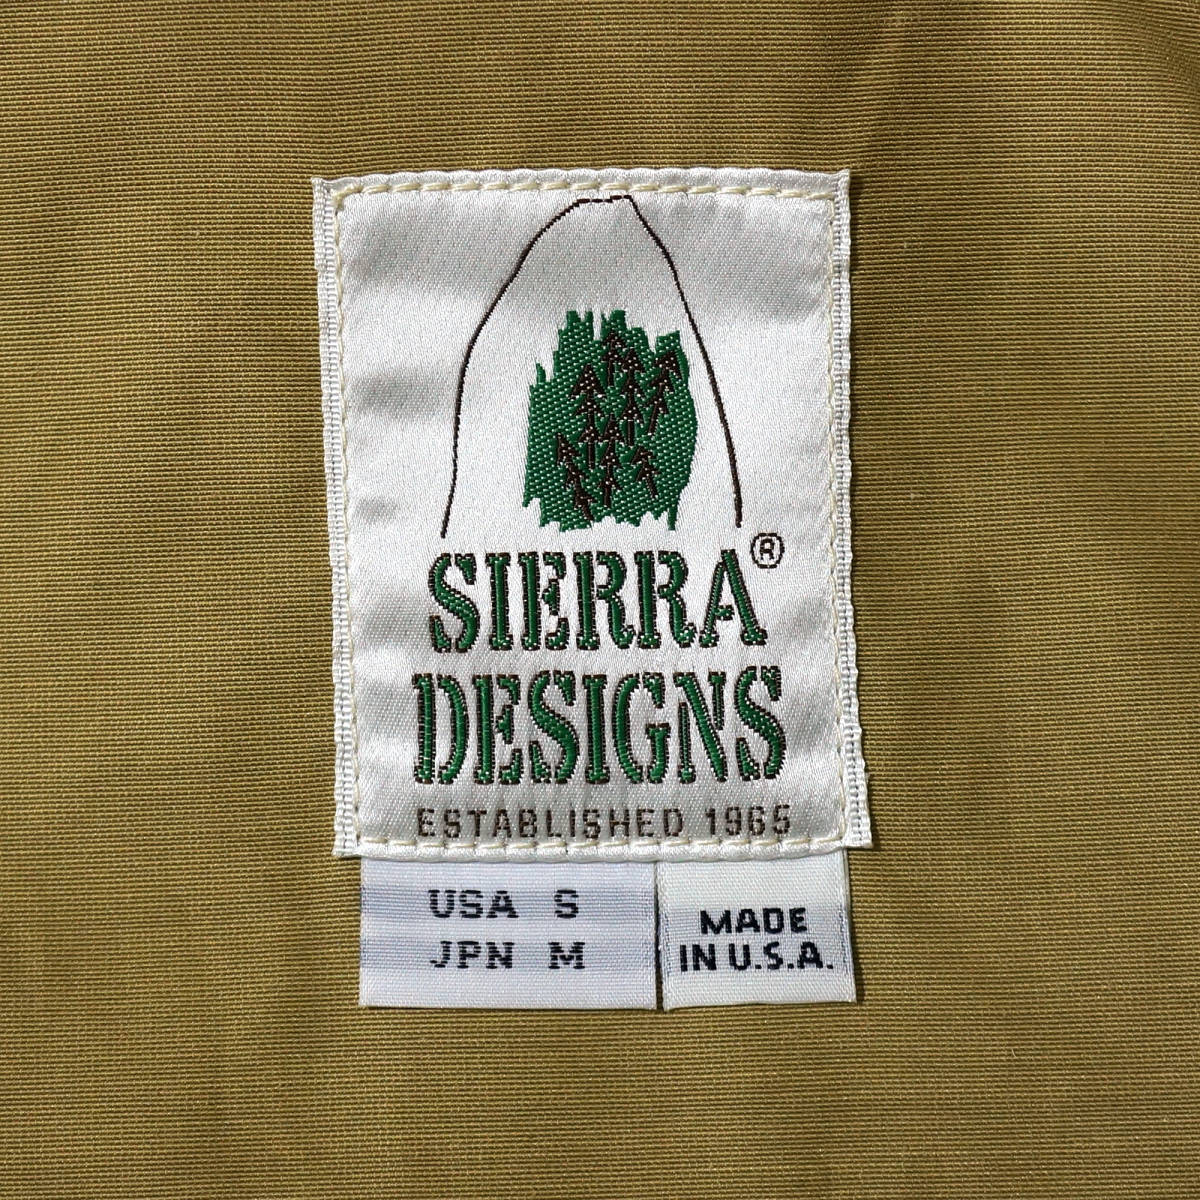 SIERRA®
DESIGNS
ESTABLISHED 1965
USA S
JPN M
MADE
IN U.S.A.